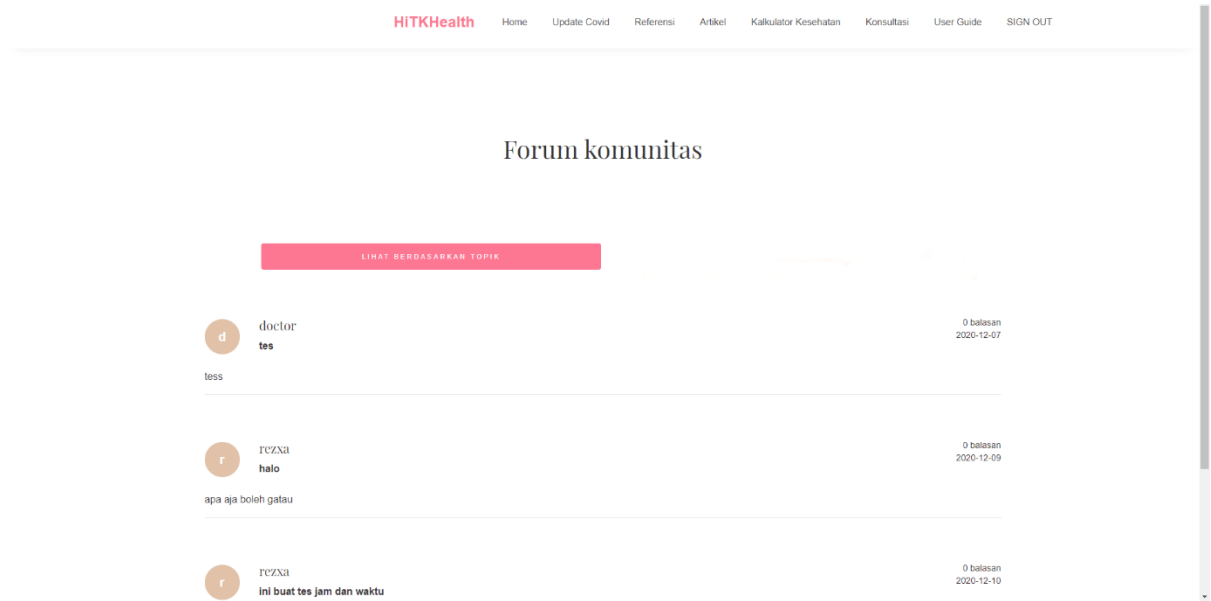 HiTKHealth Home Update Covid Referensi Artikel Kalkulator Kesehatan Konsultasi User Guide SIGN OUT
Forum komunitas
LIHAT BERDASARKAN TOPIK
d
doctor
tes
0 balasan
2020-12-07
tess
r
rezxa
halo
0 balasan
2020-12-09
apa aja boleh gatau
r
rezxa
ini buat tes jam dan waktu
0 balasan
2020-12-10